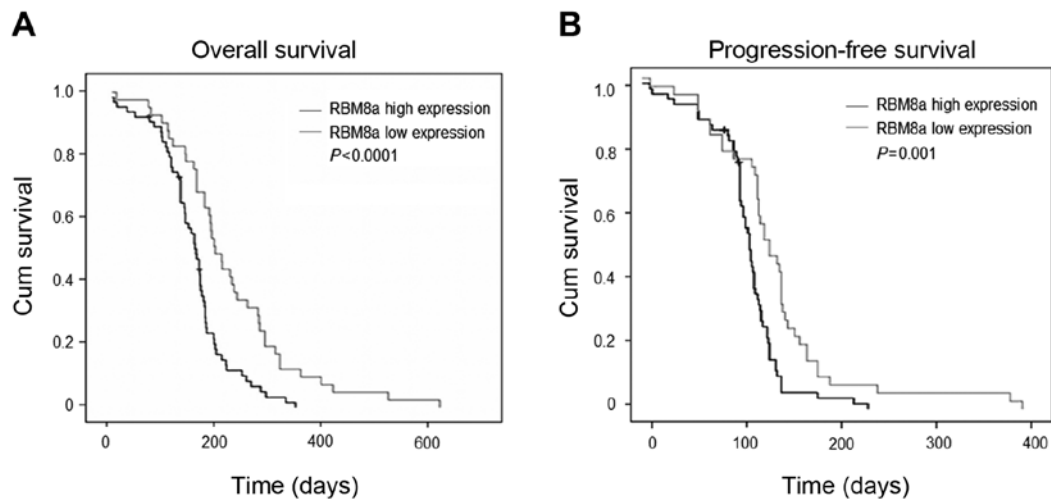 A
Overall survival
Cum survival
1.0
0.8
0.6
0.4
0.2
0
RBM8a high expression
RBM8a low expression
P<0.0001
0
200
400
600
Time (days)
B
Progression-free survival
Cum survival
1.0
0.8
0.6
0.4
0.2
0
RBM8a high expression
RBM8a low expression
P=0.001
0
100
200
300
400
Time (days)